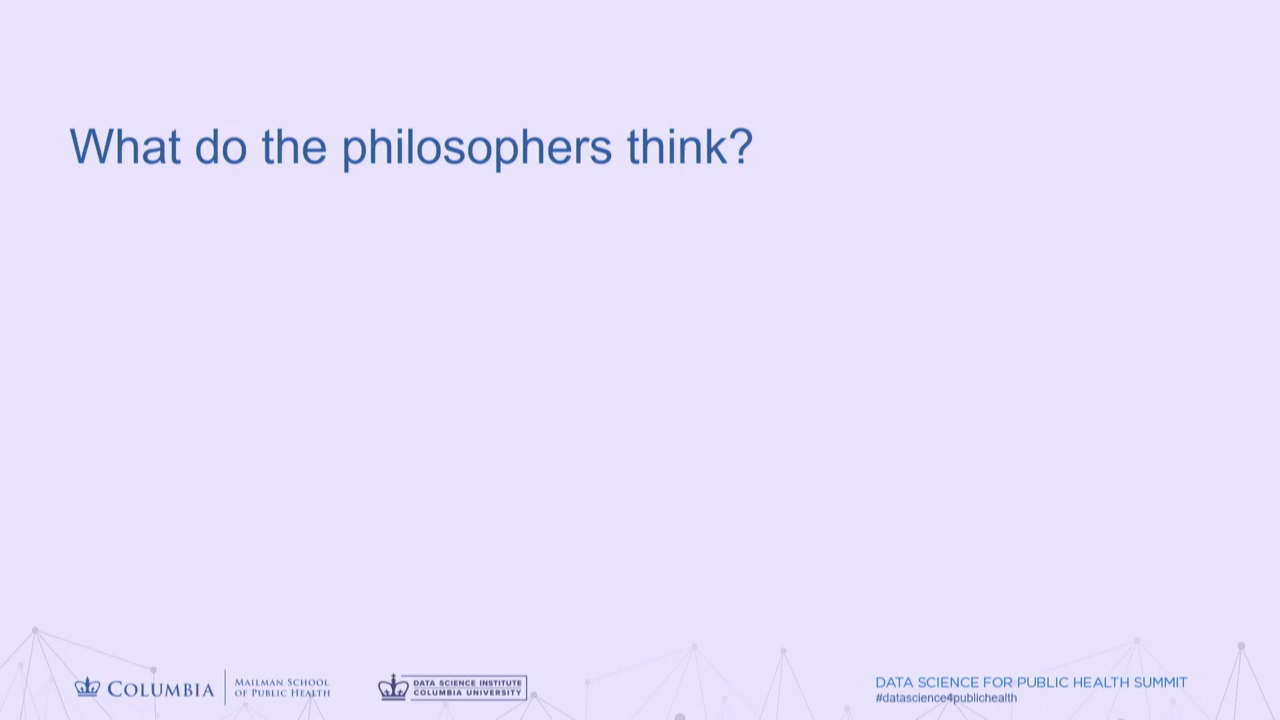 What do the philosophers think?
COLUMBIA
MAILMAN SCHOOL
OF PUBLIC HEALTH
DATA SCIENCE INSTITUTE
COLUMBIA UNIVERSITY
DATA SCIENCE FOR PUBLIC HEALTH SUMMIT
#datascience4publichealth